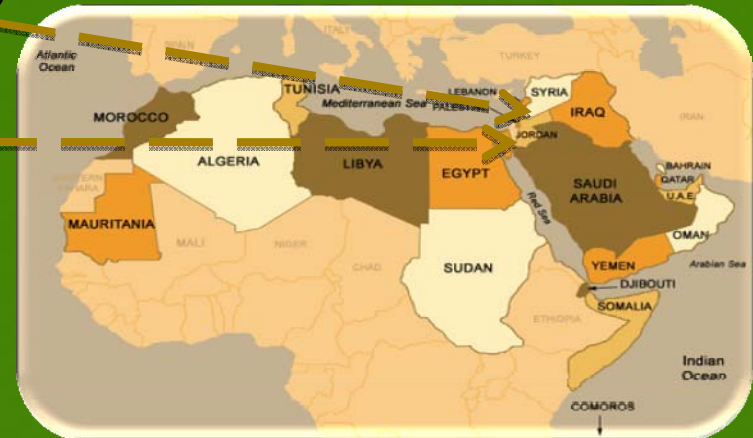 ITALY
SPAIN
Atlantic
Ocean
TURKEY
TUNISIA
LEBANON
SYRIA
Mediterranean Sea
PALESTINE
IRAQ
IRAN
MOROCCO
JORDAN
ALGERIA
LIBYA
EGYPT
BAHRAIN
QATAR
WESTERN
SAHARA
SAUDI
ARABIA
U.A.E.
Red Sea
MAURITANIA
OMAN
MALI
NIGER
CHAD
SUDAN
YEMEN
Arabian Sea
DJIBOUTI
SOMALIA
ETHIOPIA
Indian
Ocean
COMOROS